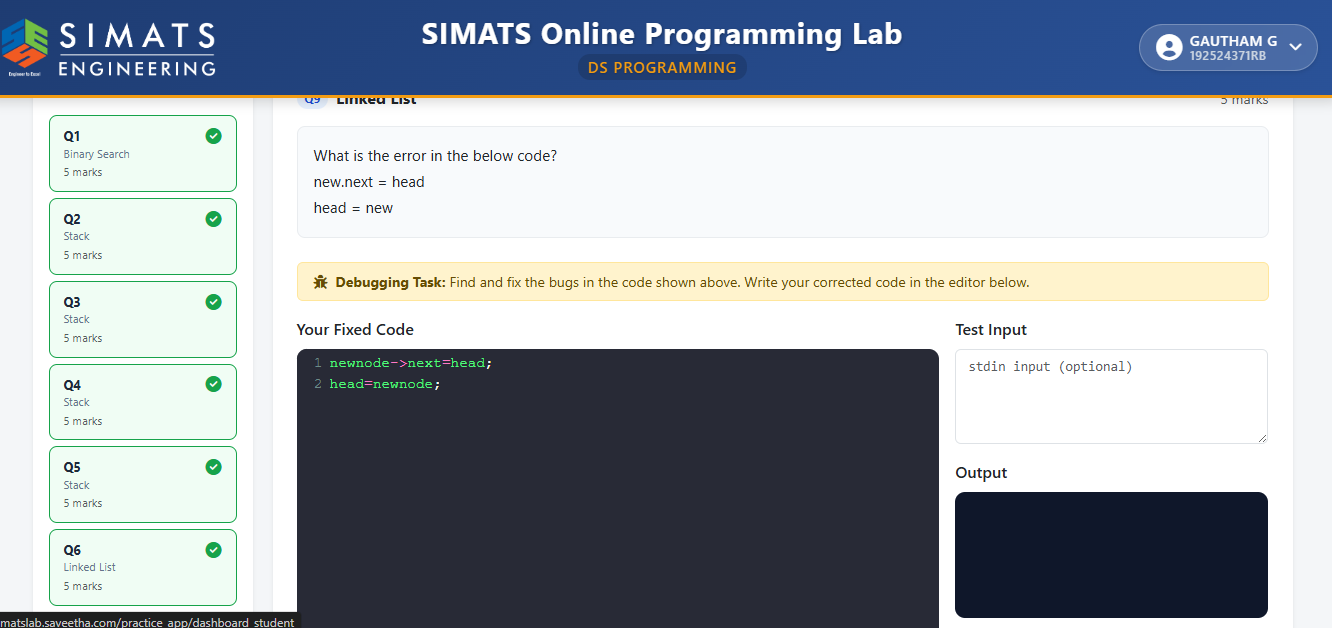 SIMATS
ENGINEERING
Engineer to Excel
SIMATS Online Programming Lab
DS PROGRAMMING
GAUTHAM G
192524371RB
Q1
Binary Search
5 marks
Q2
Stack
5 marks
Q3
Stack
5 marks
Q4
Stack
5 marks
Q5
Stack
5 marks
Q6
Linked List
5 marks
Q9 Linked List 5 marks
What is the error in the below code?
new.next = head
head = new
Debugging Task: Find and fix the bugs in the code shown above. Write your corrected code in the editor below.
Your Fixed Code
1 newnode->next=head;
2 head=newnode;
Test Input
stdin input (optional)
Output
matslab.saveetha.com/practice_app/dashboard_student